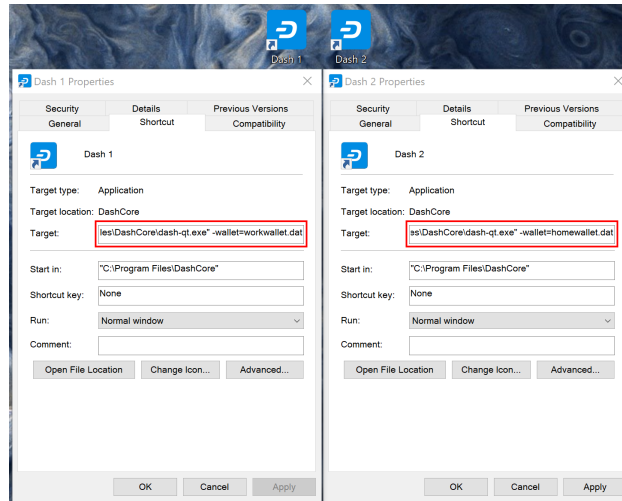 Dash 1
Dash 2
Dash 1 Properties
Security Details Previous Versions
General Shortcut Compatibility
Dash 1
Target type: Application
Target location: DashCore
Target: les\DashCore\dash-qt.exe" -wallet=workwallet.dat
Start in: "C:\Program Files\DashCore"
Shortcut key: None
Run: Normal window
Comment:
Open File Location Change Icon... Advanced...
OK Cancel Apply
Dash 2 Properties
Security Details Previous Versions
General Shortcut Compatibility
Dash 2
Target type: Application
Target location: DashCore
Target: es\DashCore\dash-qt.exe" -wallet=homewallet.dat
Start in: "C:\Program Files\DashCore"
Shortcut key: None
Run: Normal window
Comment:
Open File Location Change Icon... Advanced...
OK Cancel Apply